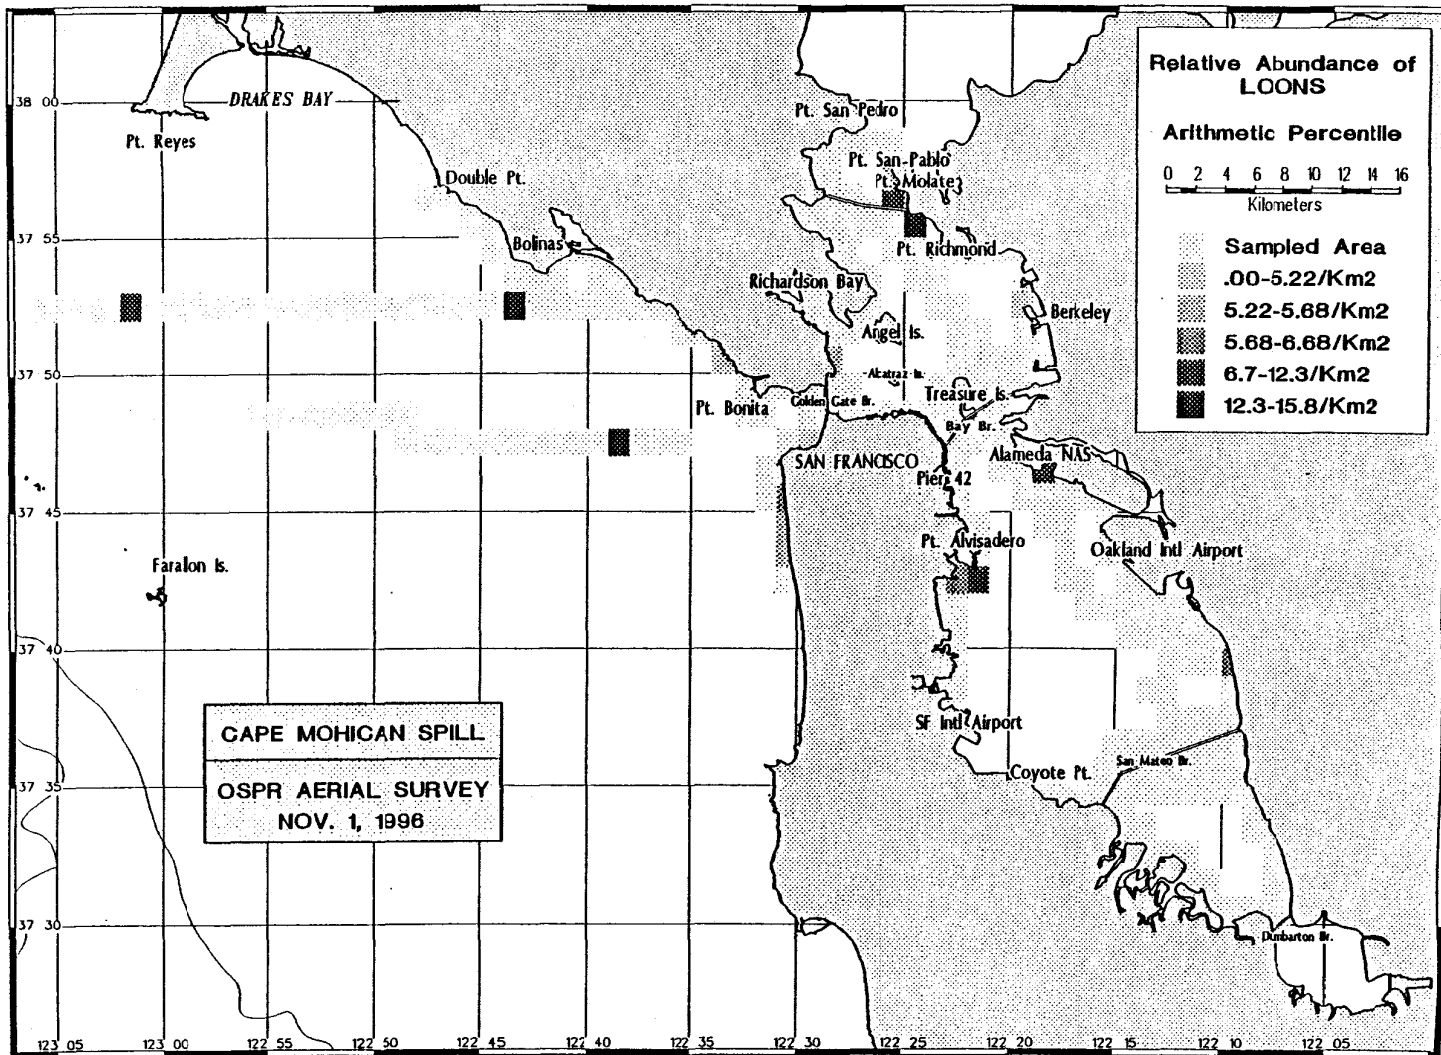 Relative Abundance of
LOONS
Arithmetic Percentile
0 2 4 6 8 10 12 14 16
Kilometers
Sampled Area
.00-5.22/Km2
5.22-5.68/Km2
5.68-6.68/Km2
6.7-12.3/Km2
12.3-15.8/Km2
DRAKES BAY
Pt. Reyes
Double Pt.
Bolinas
Pt. San Pedro
Pt. San Pablo
Pt. Molate
Pt. Richmond
Richardson Bay
Angel Is.
Berkeley
Alcatraz Is.
Treasure Is.
Pt. Bonita
Golden Gate Br.
Bay Br.
SAN FRANCISCO
Alameda NAS
Pier 42
Pt. Alvisadero
Oakland Intl Airport
Faralon Is.
SF Intl Airport
San Mateo Br.
Coyote Pt.
Dumbarton Br.
CAPE MOHICAN SPILL
OSPR AERIAL SURVEY
NOV. 1, 1996
38 00
37 55
37 50
37 45
37 40
37 35
37 30
123 05 123 00 122 55 122 50 122 45 122 40 122 35 122 30 122 25 122 20 122 15 122 10 122 05